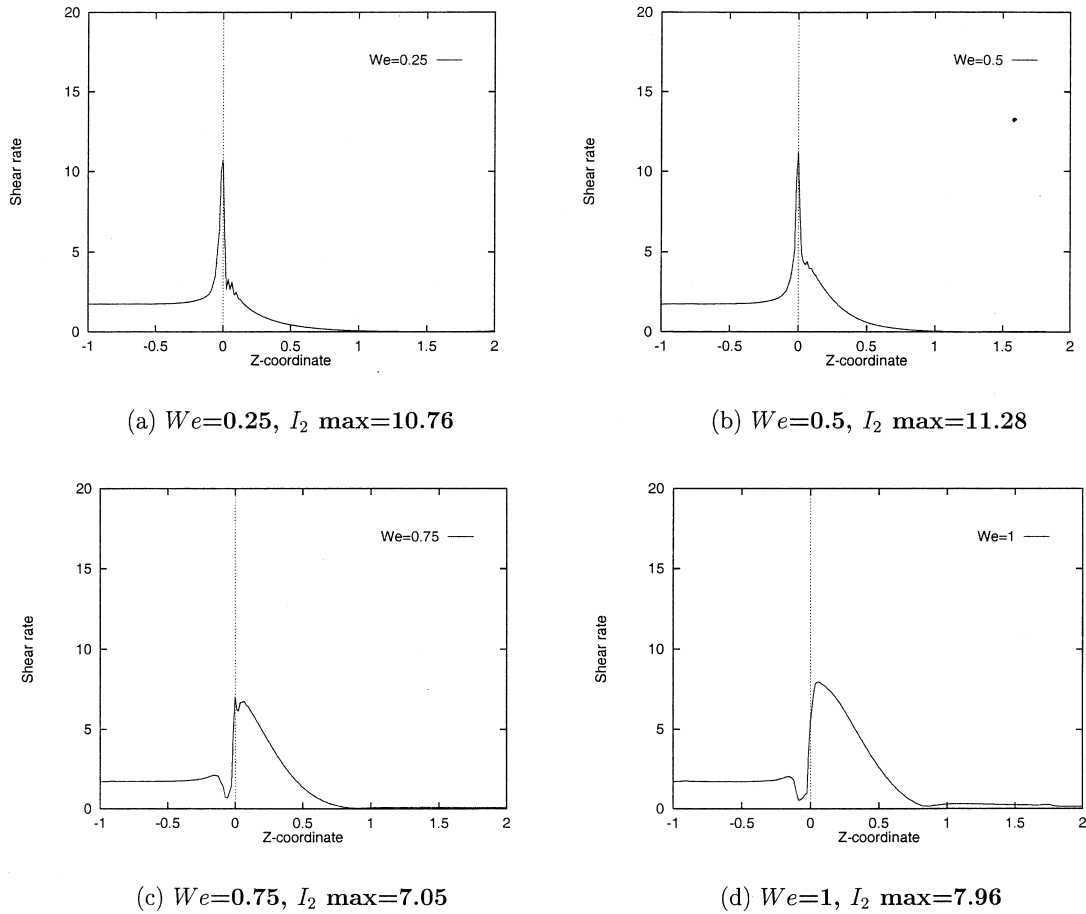 20
15
10
5
0
Shear rate
We=0.25
-1 -0.5 0 0.5 1 1.5 2
Z-coordinate
(a) We=0.25, I₂ max=10.76
20
15
10
5
0
Shear rate
We=0.5
-1 -0.5 0 0.5 1 1.5 2
Z-coordinate
(b) We=0.5, I₂ max=11.28
20
15
10
5
0
Shear rate
We=0.75
-1 -0.5 0 0.5 1 1.5 2
Z-coordinate
(c) We=0.75, I₂ max=7.05
20
15
10
5
0
Shear rate
We=1
-1 -0.5 0 0.5 1 1.5 2
Z-coordinate
(d) We=1, I₂ max=7.96